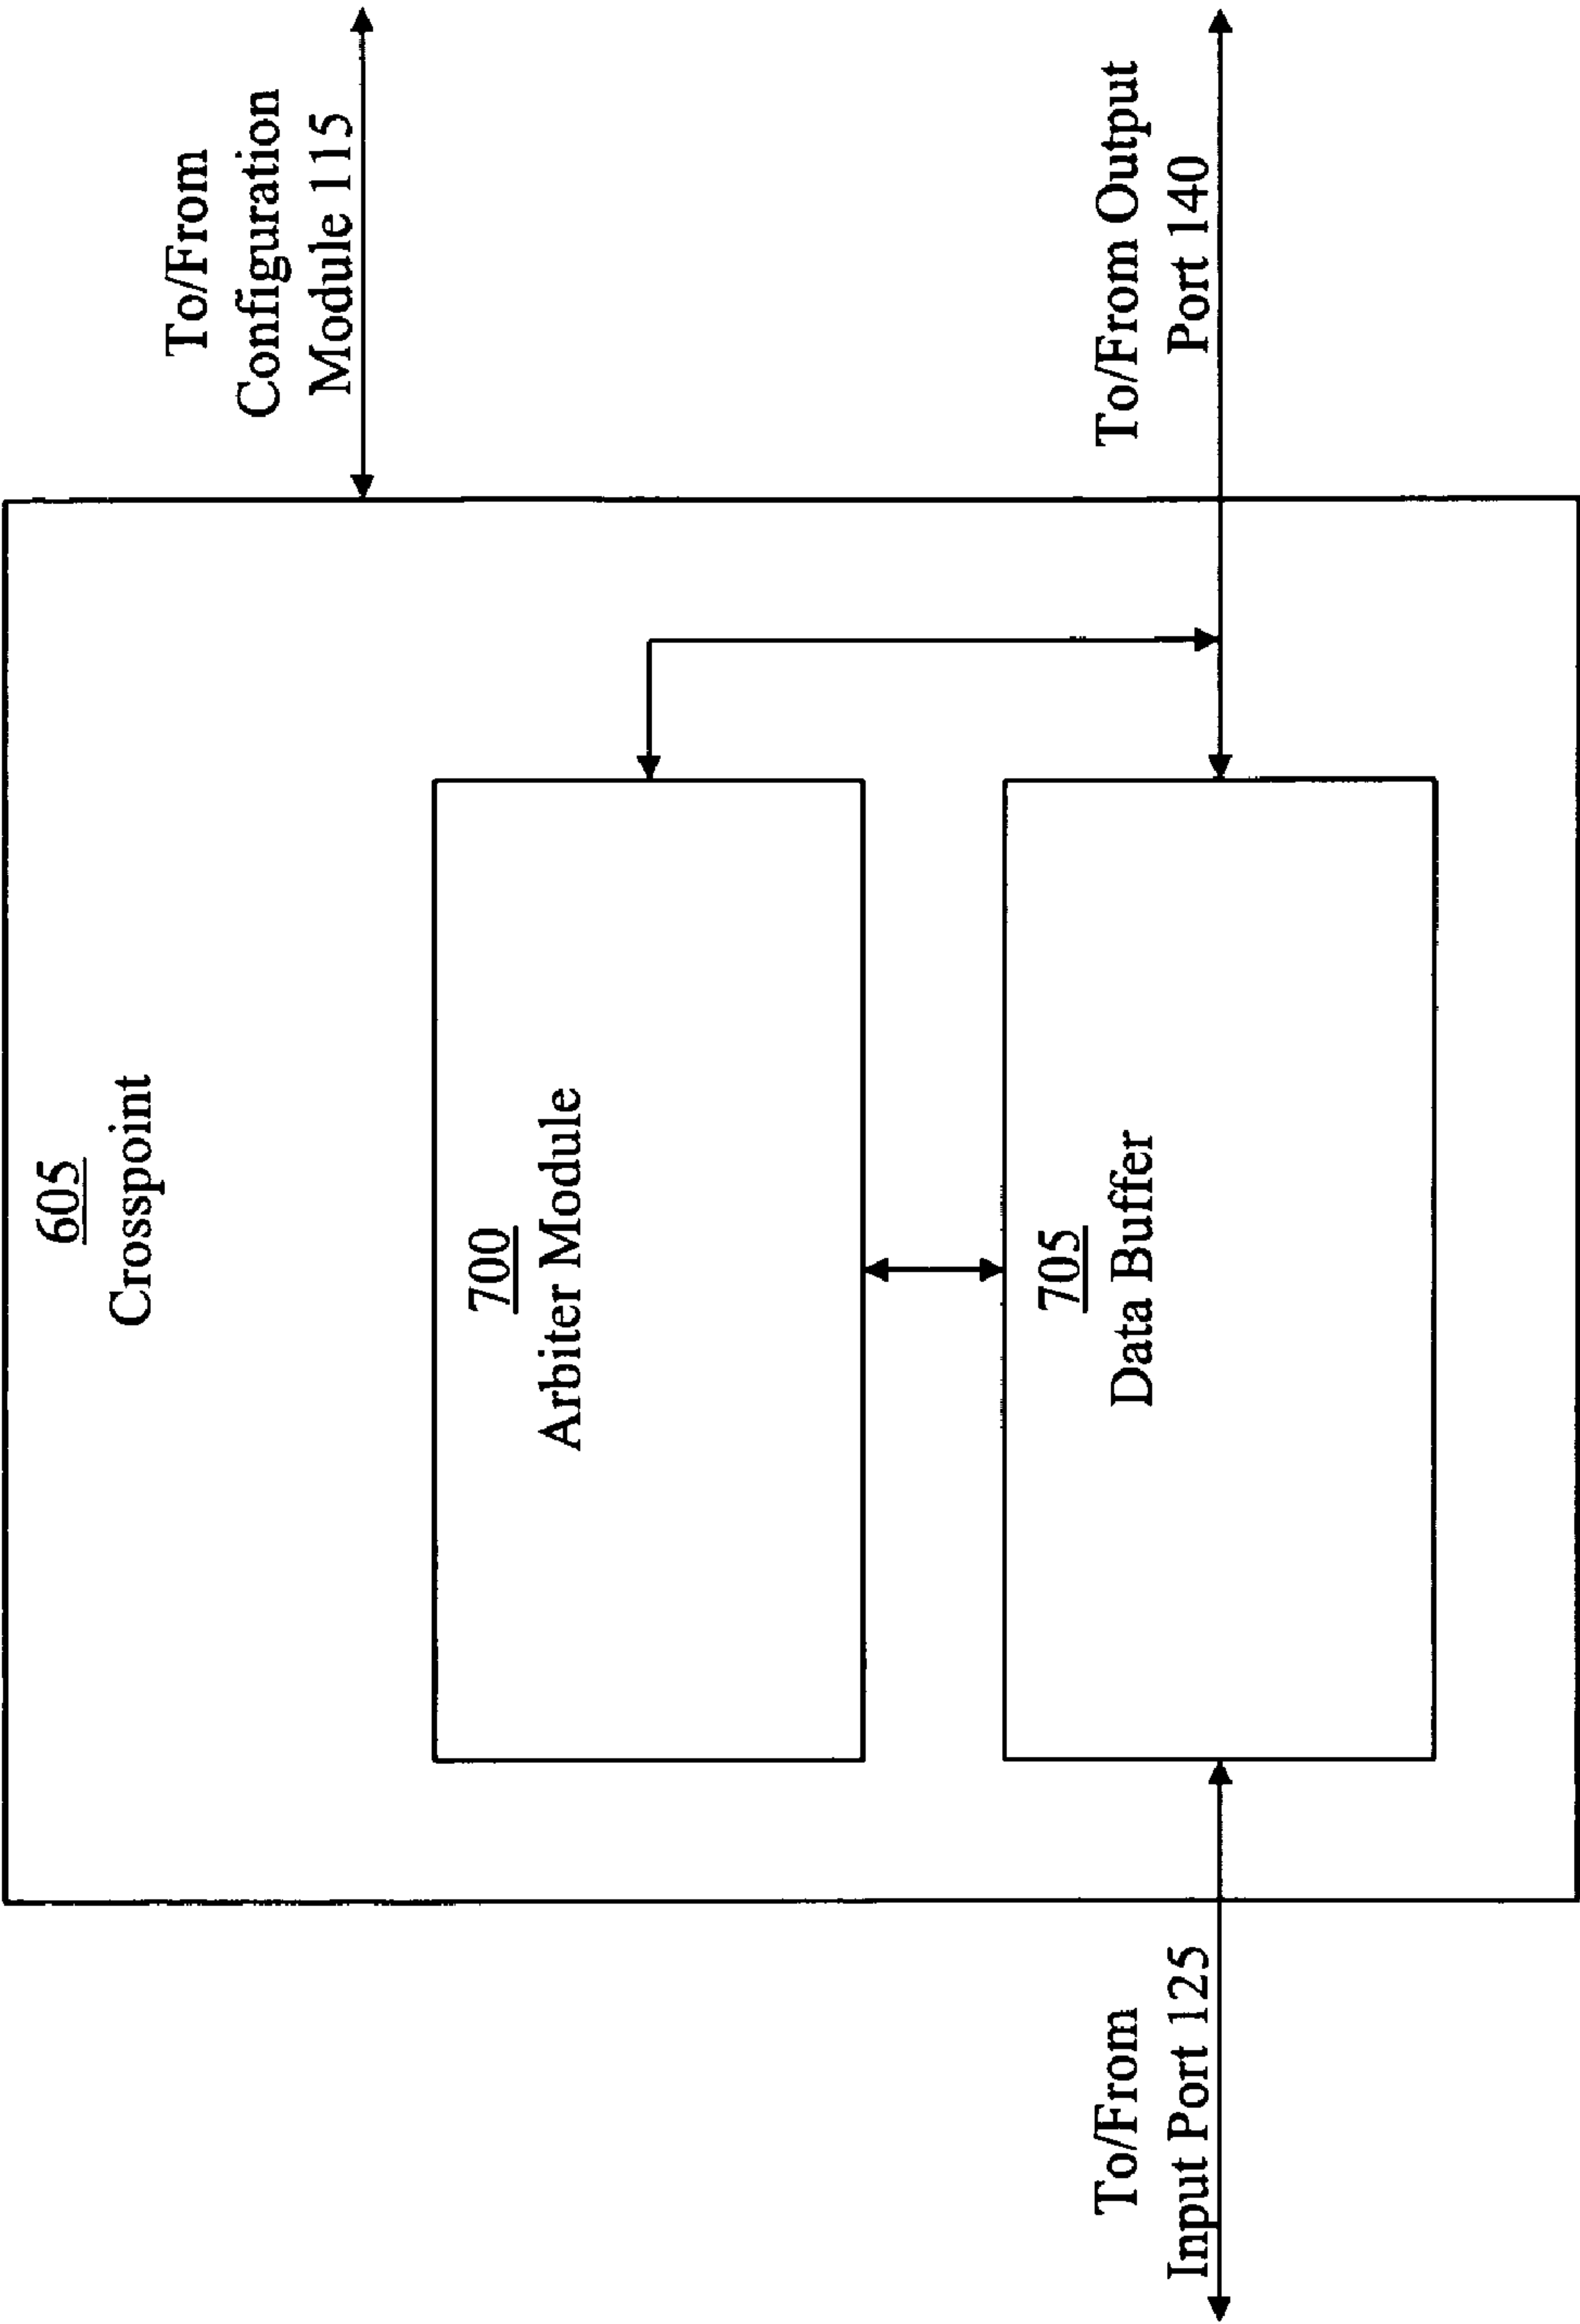 605
Crosspoint
To/From
Configuration
Module 115
700
Arbiter Module
705
Data Buffer
To/From
Input Port 125
To/From Output
Port 140